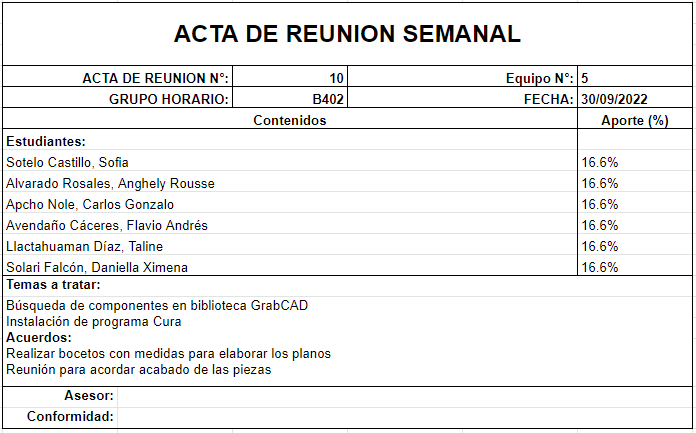 ACTA DE REUNION SEMANAL
ACTA DE REUNION N°: 10 Equipo N°: 5
GRUPO HORARIO: B402 FECHA: 30/09/2022
Contenidos Aporte (%)
Estudiantes:
Sotelo Castillo, Sofia 16.6%
Alvarado Rosales, Anghely Rousse 16.6%
Apcho Nole, Carlos Gonzalo 16.6%
Avendaño Cáceres, Flavio Andrés 16.6%
Llactahuaman Díaz, Taline 16.6%
Solari Falcón, Daniella Ximena 16.6%
Temas a tratar:
Búsqueda de componentes en biblioteca GrabCAD
Instalación de programa Cura
Acuerdos:
Realizar bocetos con medidas para elaborar los planos
Reunión para acordar acabado de las piezas
Asesor:
Conformidad: